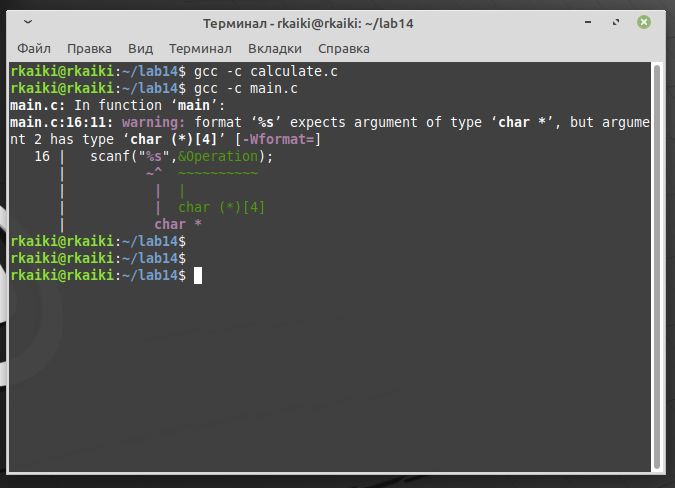 Терминал - rkaiki@rkaiki: ~/lab14
Файл Правка Вид Терминал Вкладки Справка
rkaiki@rkaiki:~/lab14$ gcc -c calculate.c
rkaiki@rkaiki:~/lab14$ gcc -c main.c
main.c: In function ‘main’:
main.c:16:11: warning: format ‘%s’ expects argument of type ‘char *’, but argume
nt 2 has type ‘char (*)[4]’ [-Wformat=]
   16 |   scanf("%s",&Operation);
      |          ~^  ~~~~~~~~~~
      |           |  |
      |           |  char (*)[4]
      |           char *
rkaiki@rkaiki:~/lab14$
rkaiki@rkaiki:~/lab14$
rkaiki@rkaiki:~/lab14$